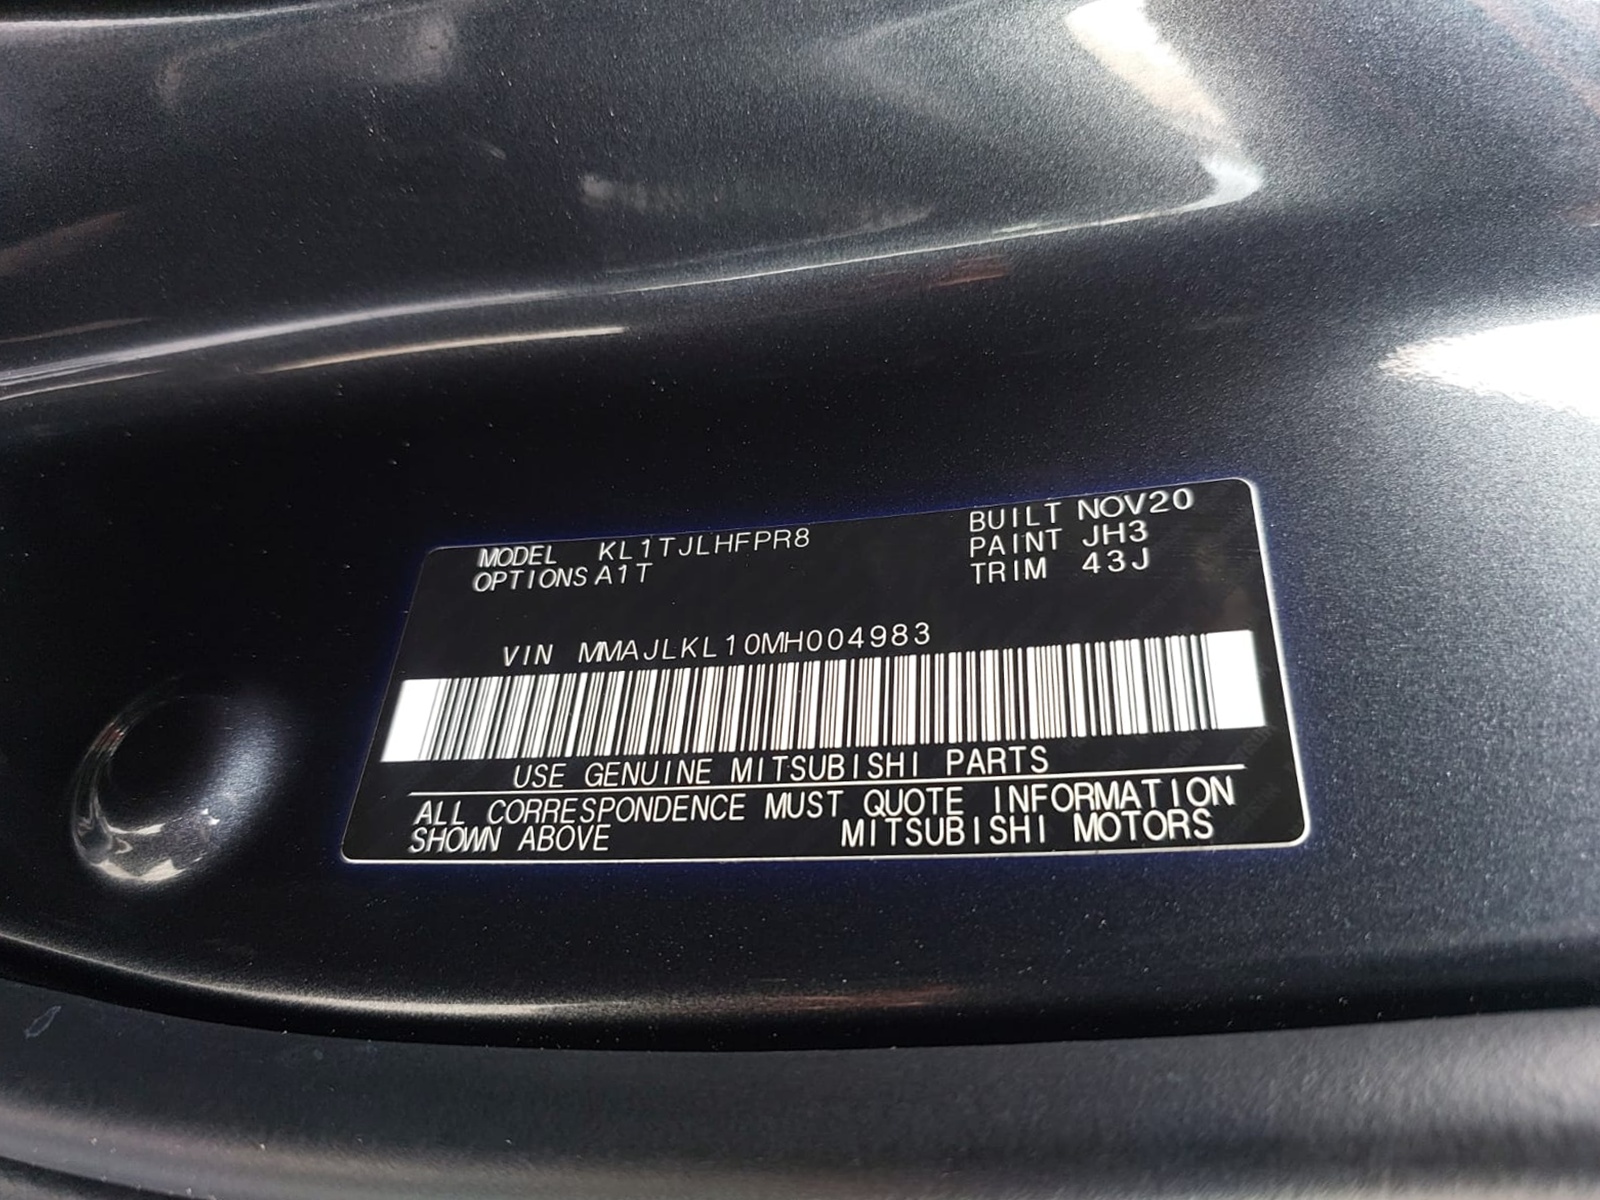 MODEL KL1TJLHFPR8
OPTIONS A1T
BUILT NOV20
PAINT JH3
TRIM 43J
VIN MMAJLKL10MH004983
USE GENUINE MITSUBISHI PARTS
ALL CORRESPONDENCE MUST QUOTE INFORMATION
SHOWN ABOVE MITSUBISHI MOTORS